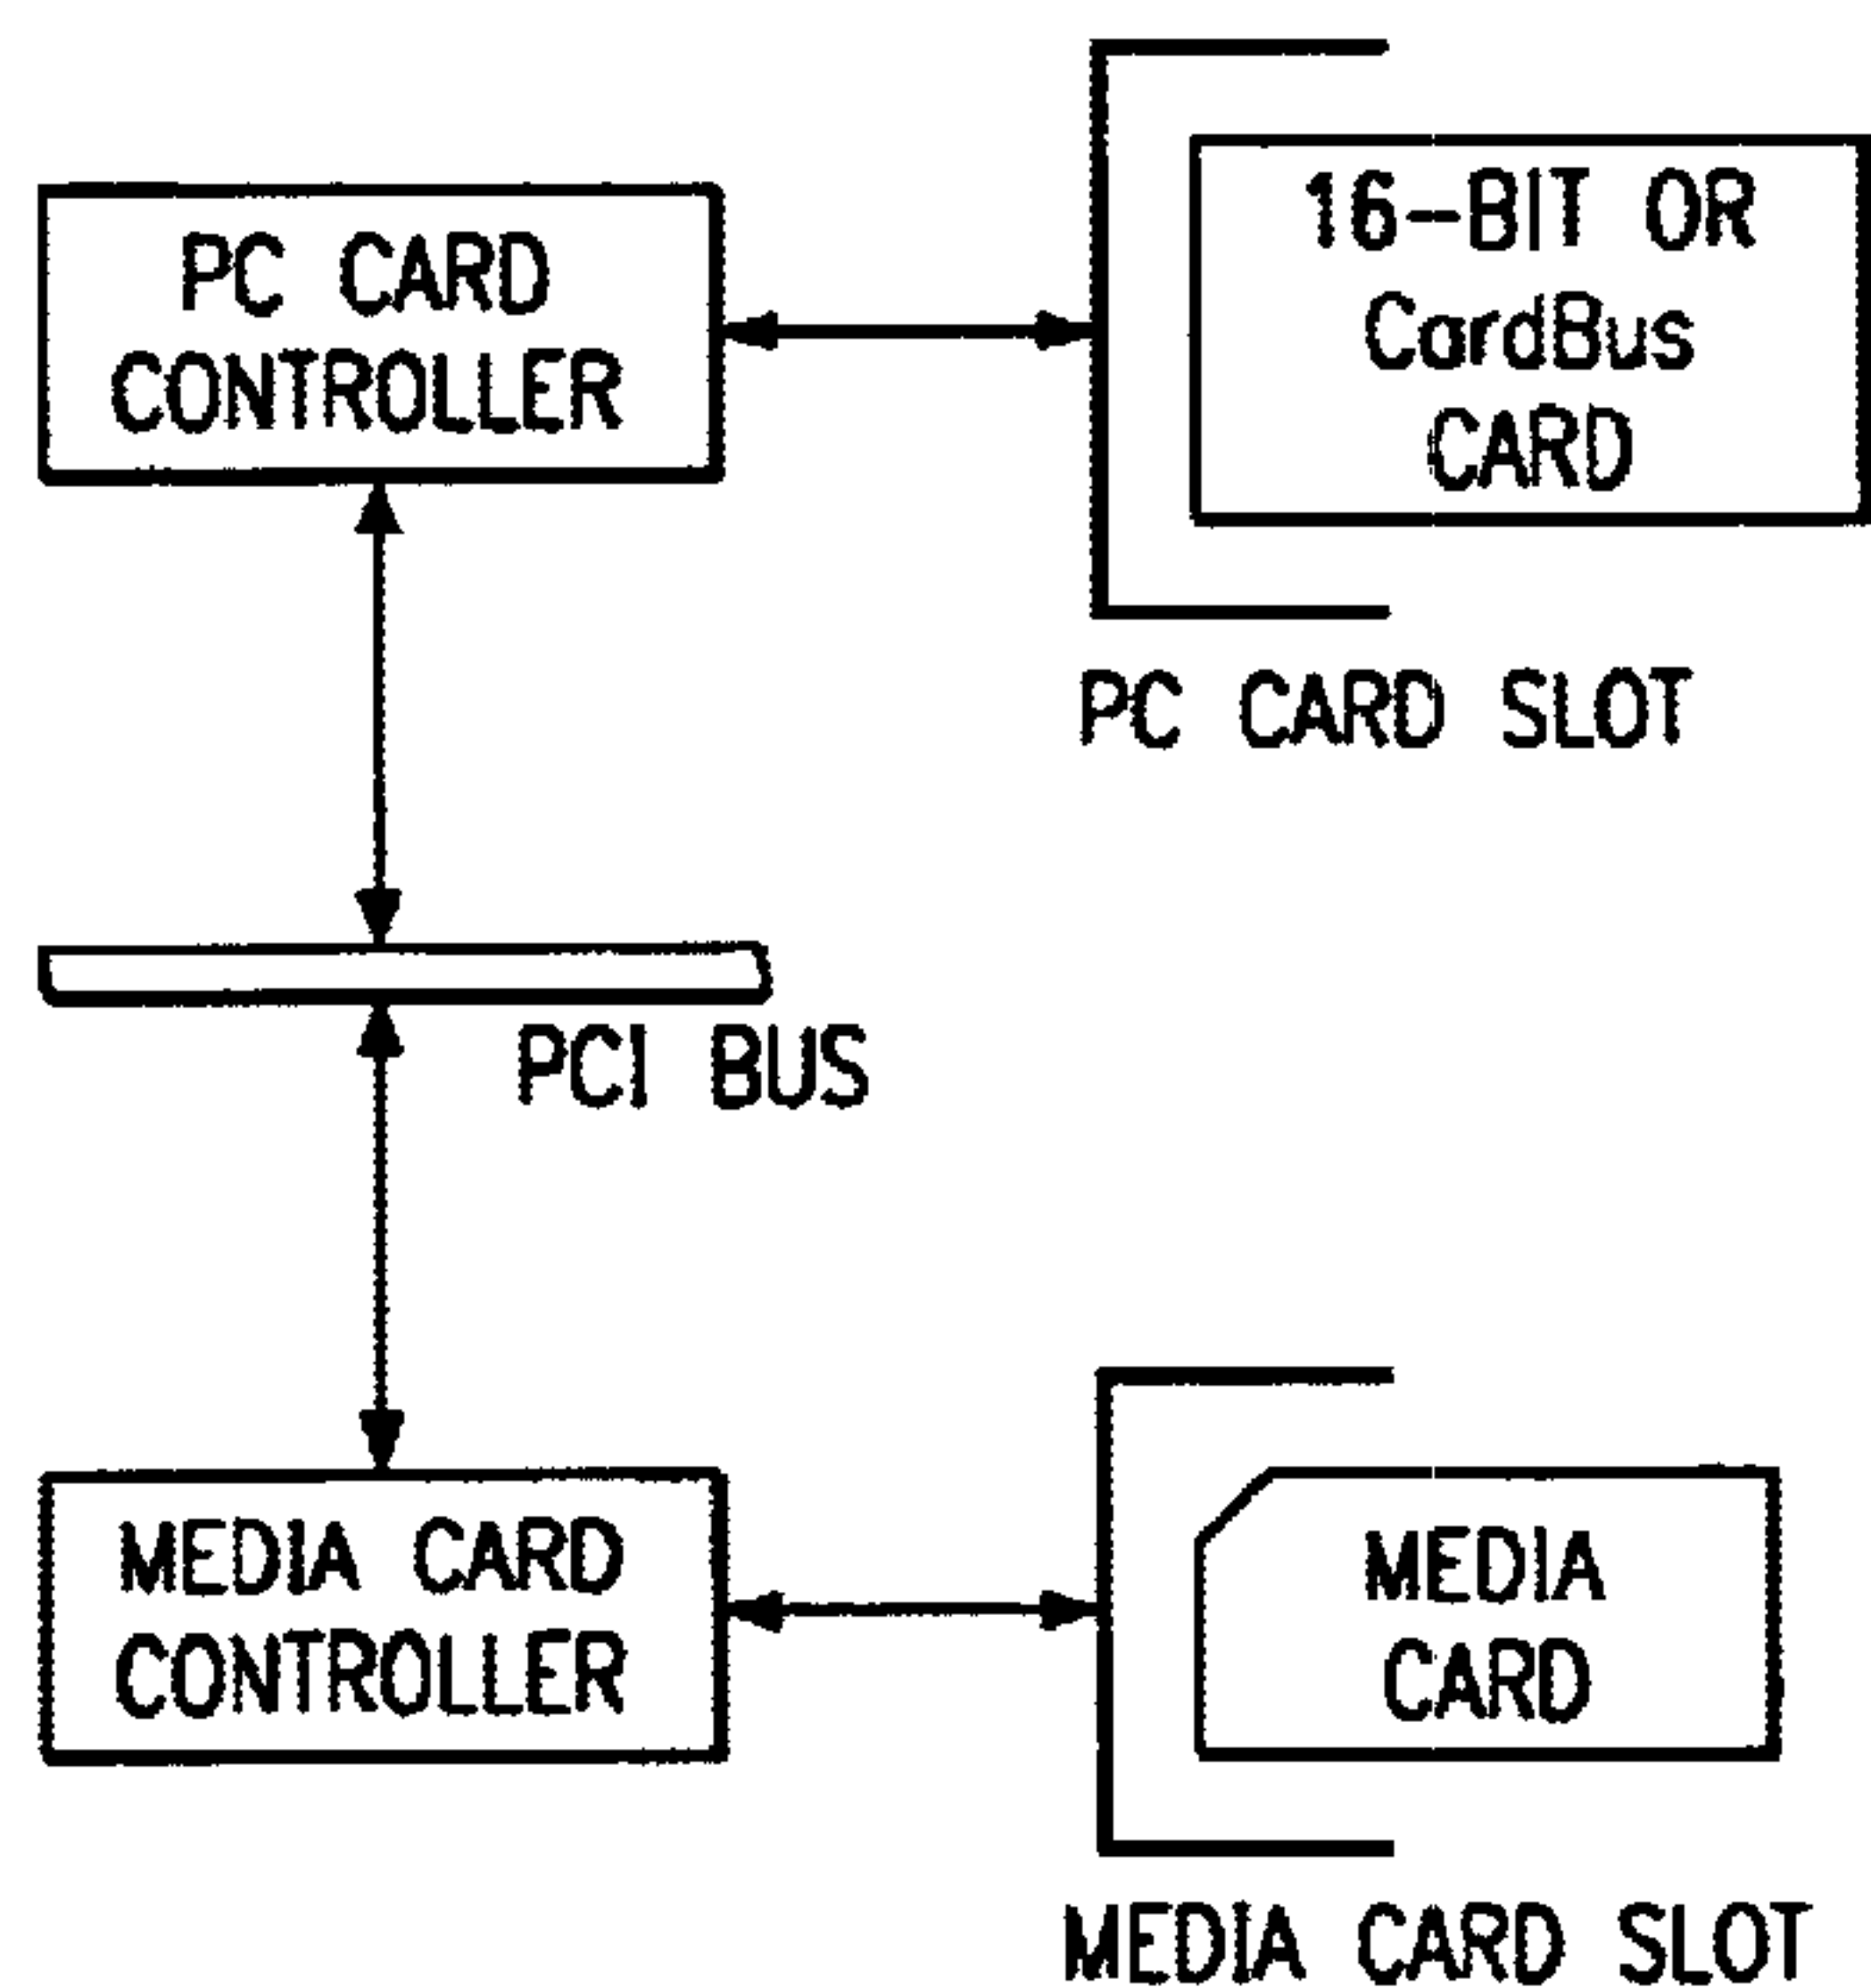 PC CARD
CONTROLLER
16-BIT OR
CardBus
CARD
PC CARD SLOT
PCI BUS
MEDIA CARD
CONTROLLER
MEDIA
CARD
MEDIA CARD SLOT